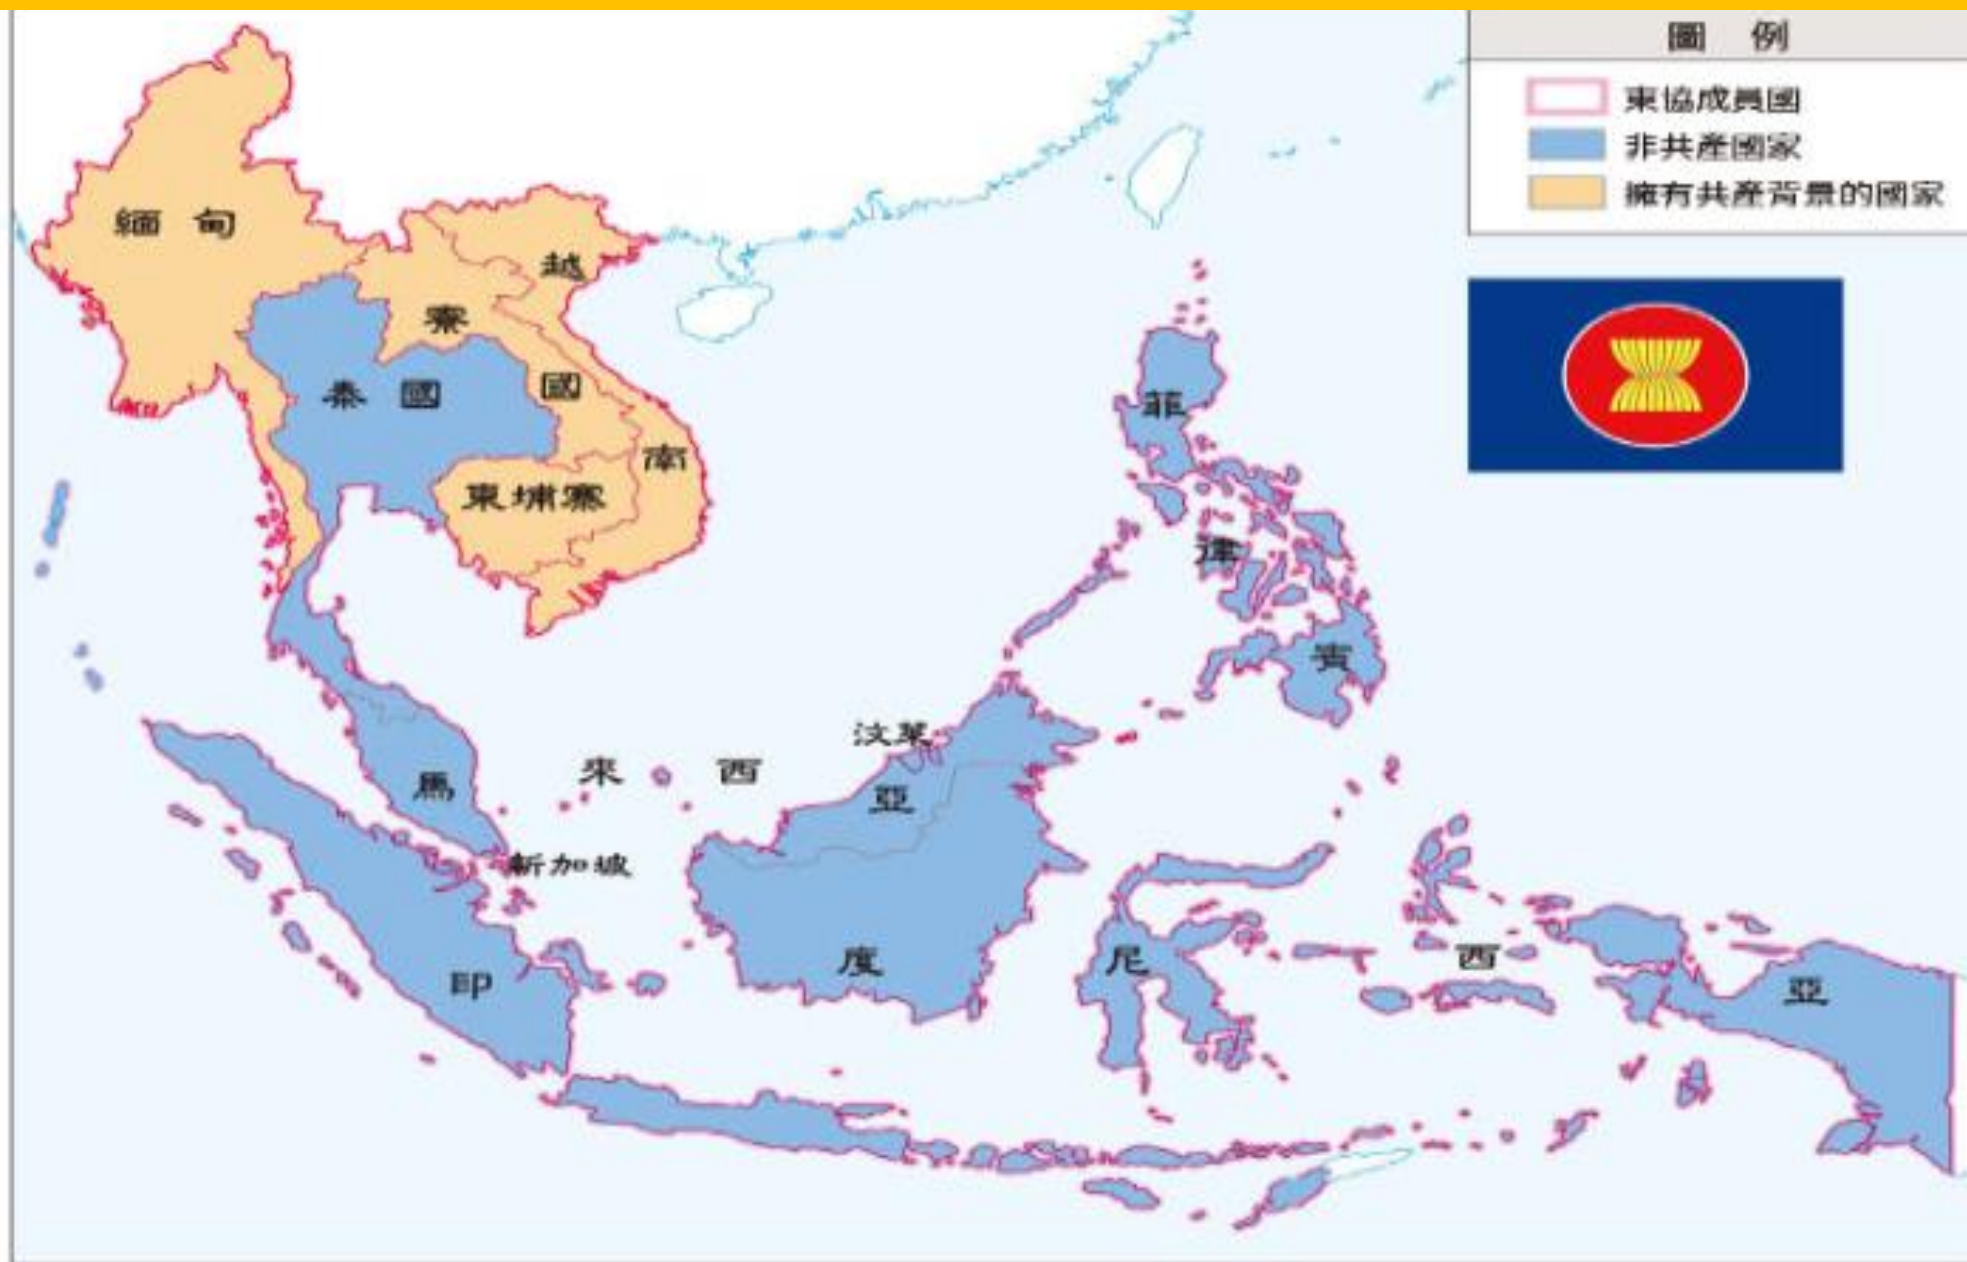 圖 例
東協成員國
非共產國家
擁有共產背景的國家
緬甸
越南
寮國
泰國
柬埔寨
菲律賓
汶萊
馬來西亞
新加坡
印度尼西亞